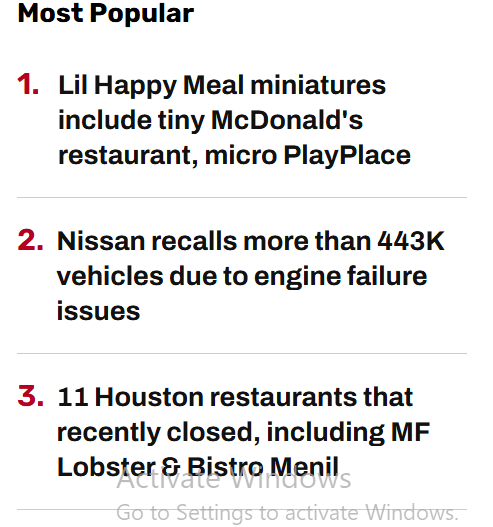 Most Popular
1. Lil Happy Meal miniatures
include tiny McDonald's
restaurant, micro PlayPlace
2. Nissan recalls more than 443K
vehicles due to engine failure
issues
3. 11 Houston restaurants that
recently closed, including MF
Lobster & Bistro Menil
Activate Windows
Go to Settings to activate Windows.